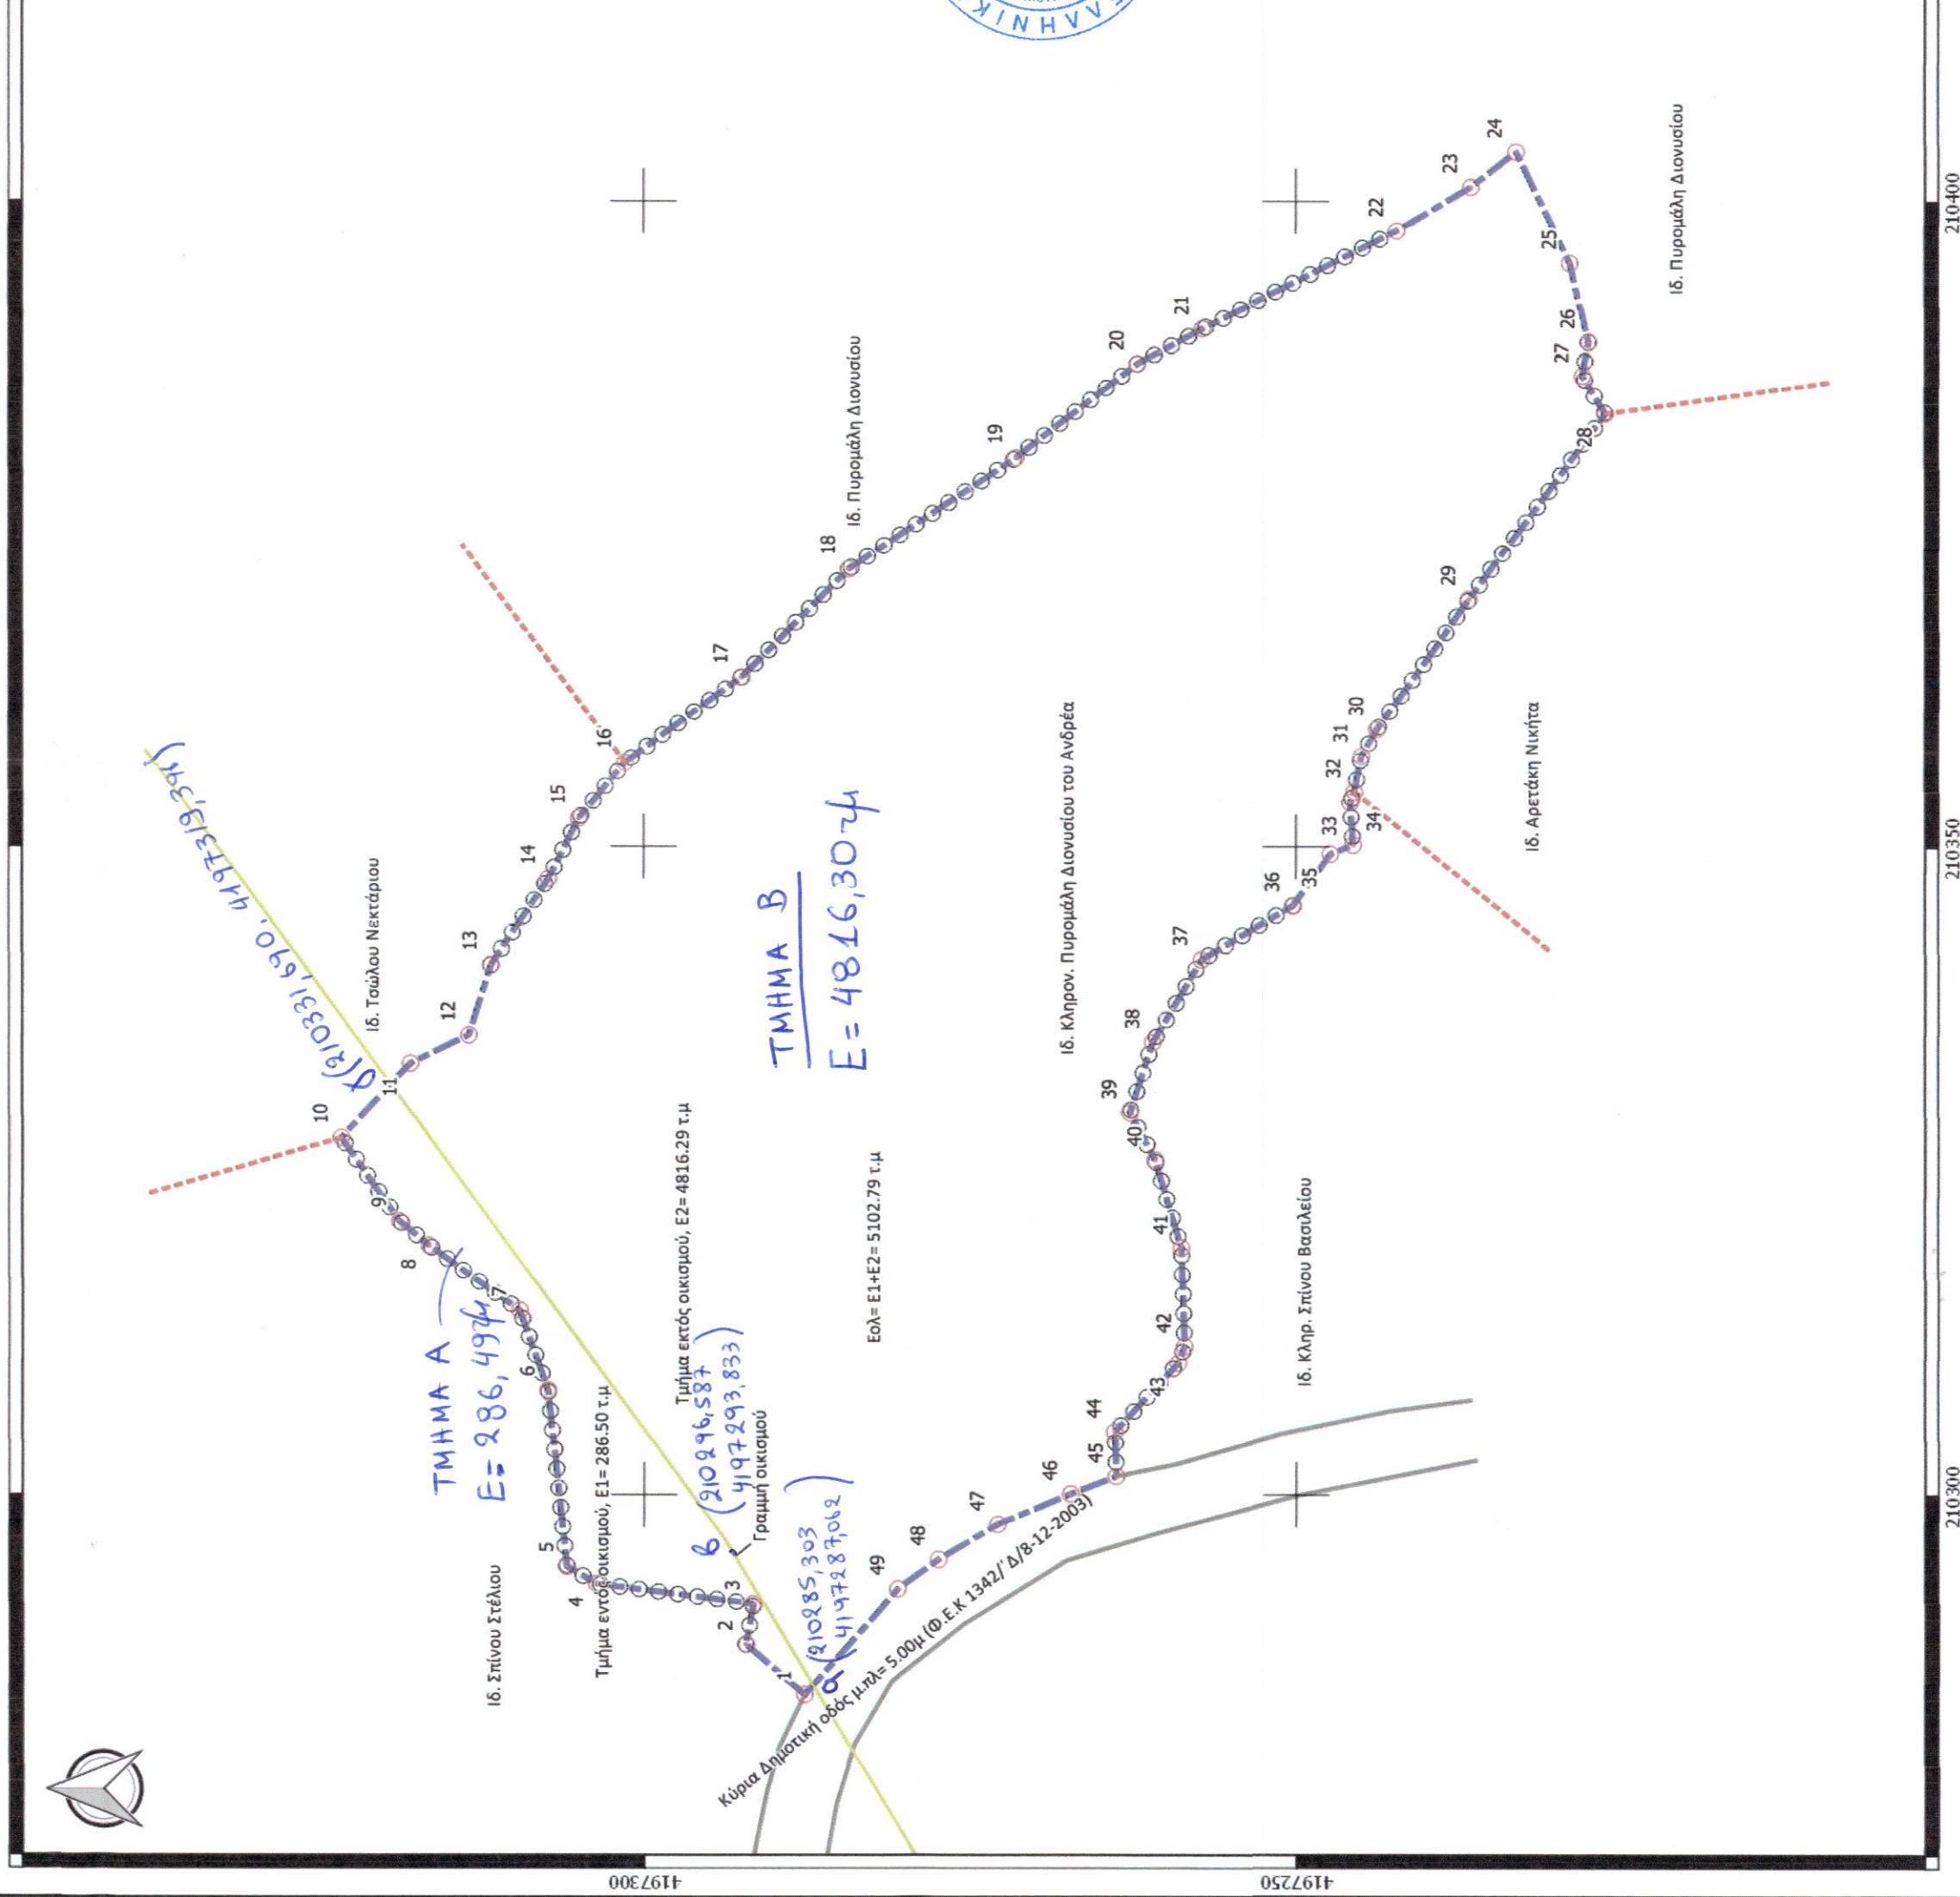 ΕΛΛΗΝΙΚ
10
δ(210331,690, 4197319,394)
11
Ιδ. Τσώλου Νεκτάριου
12
13
14
15
16
17
18
Ιδ. Πυρομάλη Διονυσίου
19
20
21
22
23
24
25
26
27
28
Ιδ. Πυρομάλη Διονυσίου
29
30
31
32
33
34
35
36
37
38
39
40
41
42
43
44
45
46
47
48
49
1
2
3
4
5
6
7
8
9
Ιδ. Σπίνου Στέλιου
ΤΜΗΜΑ Α
Ε= 286,49τμ
Τμήμα εντός οικισμού, Ε1= 286.50 τ.μ
Τμήμα εκτός οικισμού, Ε2= 4816.29 τ.μ
β (210296,587
4197293,833)
Γραμμή οικισμού
Εολ= Ε1+Ε2= 5102.79 τ.μ
ΤΜΗΜΑ Β
Ε= 4816,30τμ
α (210285,303
4197287,062)
Κύρια Δημοτική οδός μ.πλ= 5.00μ (Φ.Ε.Κ 1342/΄Δ/8-12-2003)
Ιδ. Κληρον. Πυρομάλη Διονυσίου του Ανδρέα
Ιδ. Κληρ. Σπίνου Βασιλείου
Ιδ. Αρετάκη Νικήτα
4197300
4197250
210300
210350
210400